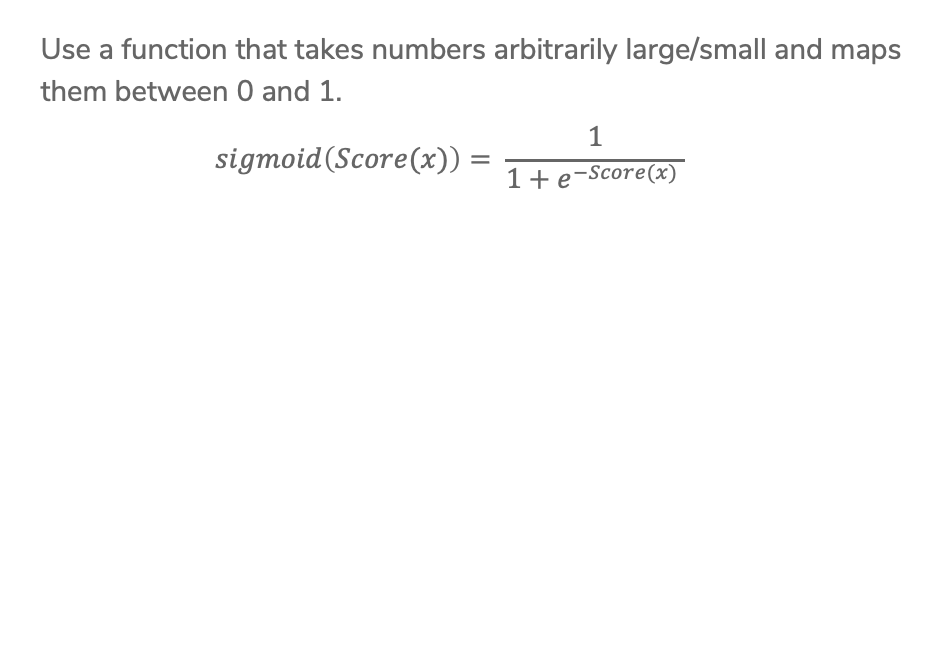 Use a function that takes numbers arbitrarily large/small and maps
them between 0 and 1.
sigmoid(Score(x)) = 1 / (1 + e^{-Score(x)})